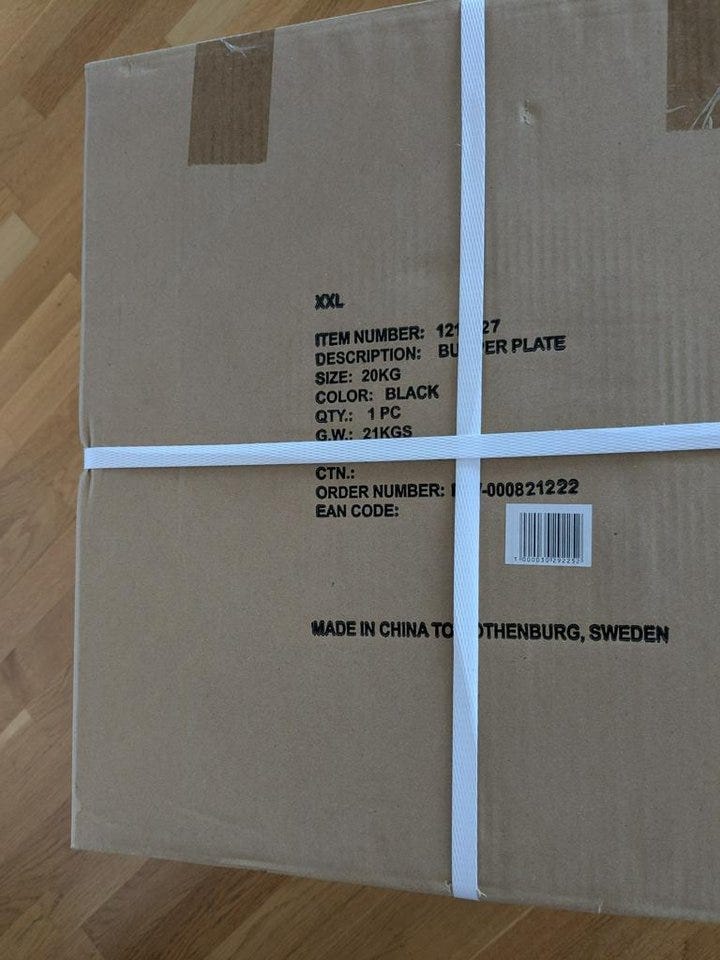 XXL
ITEM NUMBER:
DESCRIPTION: PLATE
SIZE: 20KG
COLOR: BLACK
QTY.: 1 PC
G.W.: 21KGS
CTN.:
ORDER NUMBER:
EAN CODE:
MADE IN CHINA TO SWEDEN